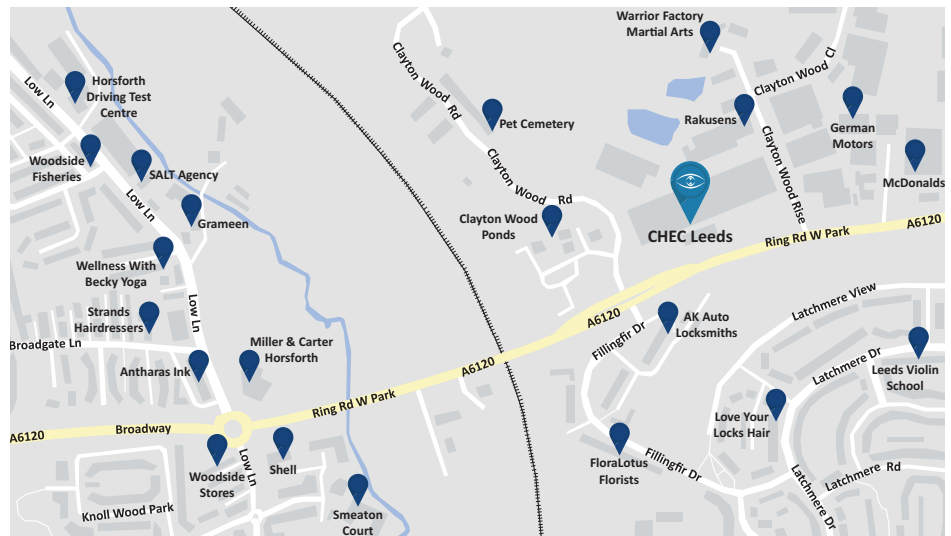 Warrior Factory
Martial Arts
Clayton Wood Cl
Clayton Wood
Rd
Low Ln
Horsforth
Driving Test
Centre
Rakusens
German
Motors
Pet Cemetery
Woodside
Fisheries
SALT Agency
Clayton Wood
Rd
Clayton Wood Rise
McDonalds
Low Ln
Grameen
Clayton Wood
Ponds
CHEC Leeds
Ring Rd W Park
A6120
Wellness With
Becky Yoga
Low Ln
Latchmere View
Strands
Hairdressers
A6120
AK Auto
Locksmiths
Fillingfir Dr
Broadgate Ln
Miller & Carter
Horsforth
Antharas Ink
A6120
Latchmere Dr
Leeds Violin
School
Ring Rd W Park
Love Your
Locks Hair
A6120
Broadway
Woodside
Stores
Low Ln
Shell
FloraLotus
Florists
Fillingfir Dr
Latchmere Rd
Latchmere Dr
Knoll Wood Park
Smeaton
Court